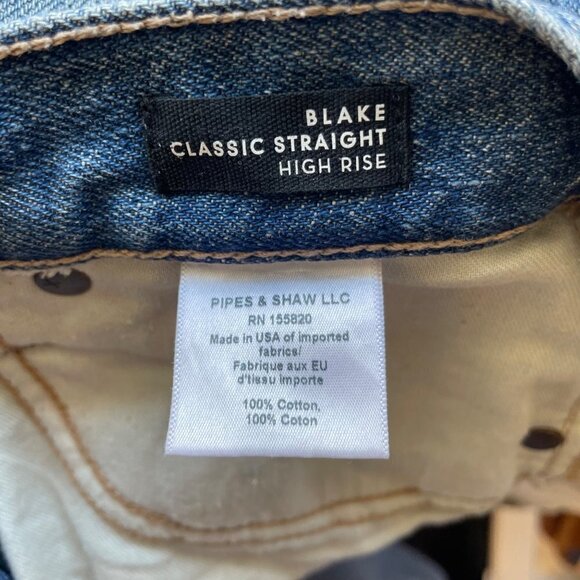 BLAKE
CLASSIC STRAIGHT
HIGH RISE
PIPES & SHAW LLC
RN 155820
Made in USA of imported
fabrics/
Fabrique aux EU
d'tissu importe
100% Cotton,
100% Coton